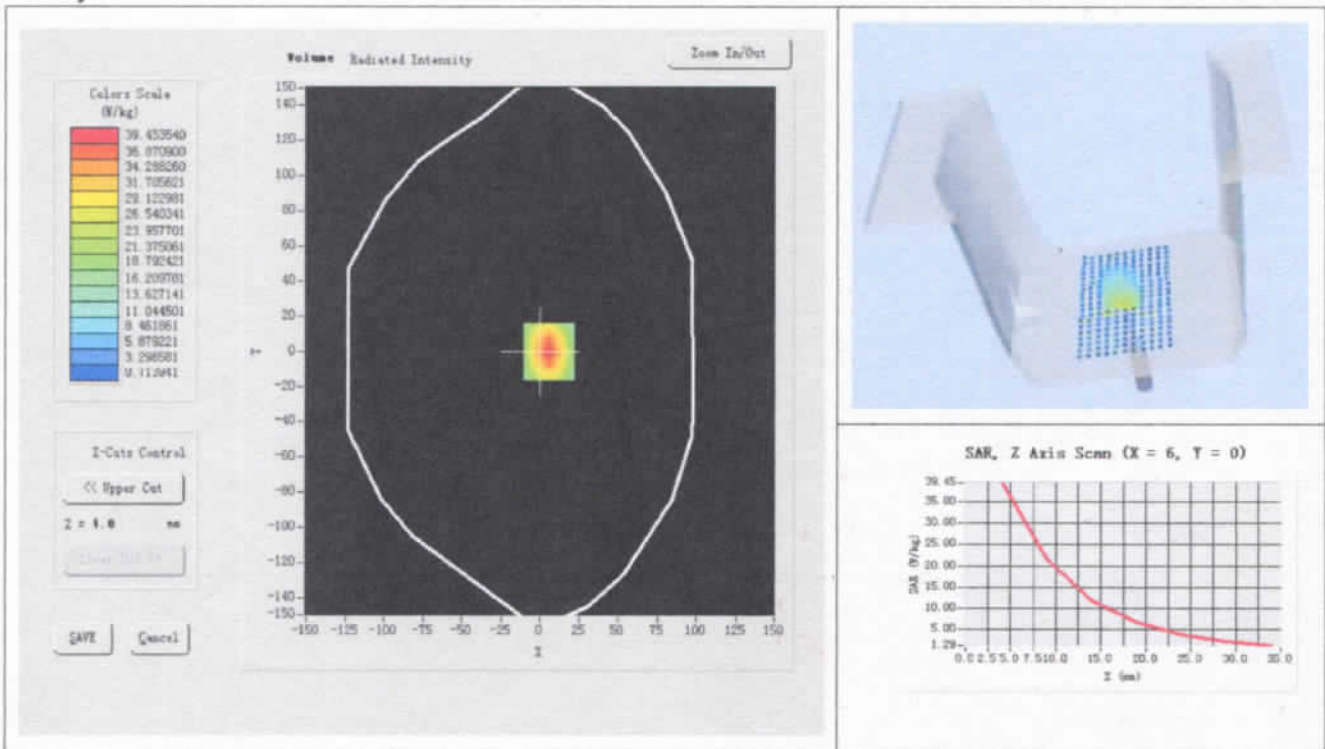 Volume Radiated Intensity
Zoom In/Out
Colors Scale
(W/kg)
39.453540
36.870900
34.288260
31.705621
29.122981
26.540341
23.957701
21.375061
18.792421
16.209781
13.627141
11.044501
8.461861
5.879221
3.296581
0.713941
Z-Cuts Control
<< Upper Cut
Z = 4.0 mm
SAVE
Cancel
150
140
120
100
80
60
40
20
0
-20
-40
-60
-80
-100
-120
-140
-150
Y
-150 -125 -100 -75 -50 -25 0 25 50 75 100 125 150
X
SAR, Z Axis Scan (X = 6, Y = 0)
SAR (W/kg)
39.45
35.00
30.00
25.00
20.00
15.00
10.00
5.00
1.29
0.0 2.5 5.0 7.5 10.0 15.0 20.0 25.0 30.0 35.0
Z (mm)